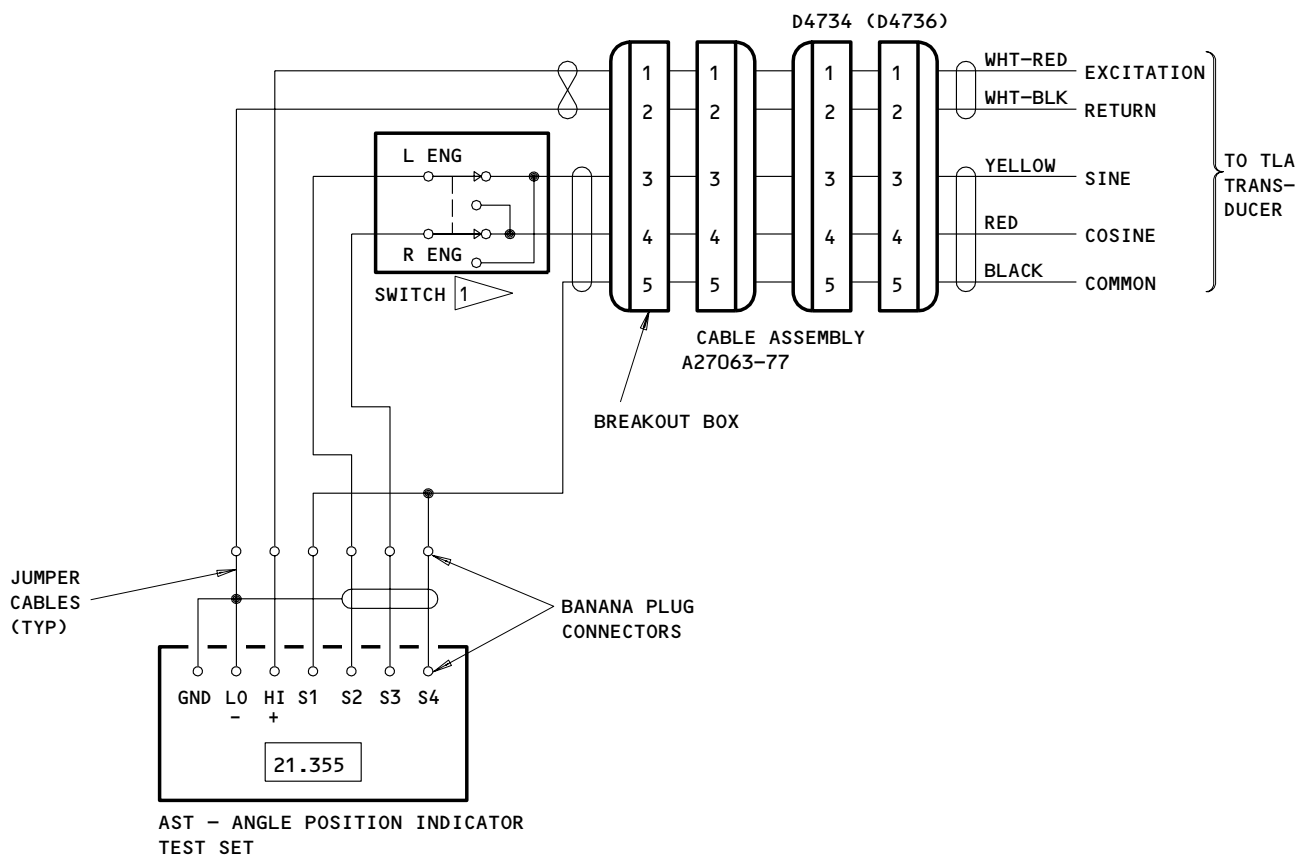 D4734 (D4736)
1 1 1 1 WHT-RED EXCITATION
2 2 2 2 WHT-BLK RETURN
L ENG
3 3 3 3 YELLOW SINE
TO TLA
TRANS-
DUCER
4 4 4 4 RED COSINE
R ENG
5 5 5 5 BLACK COMMON
SWITCH 1
CABLE ASSEMBLY
A27063-77
BREAKOUT BOX
JUMPER
CABLES
(TYP)
BANANA PLUG
CONNECTORS
GND LO HI S1 S2 S3 S4
- +
21.355
AST - ANGLE POSITION INDICATOR
TEST SET